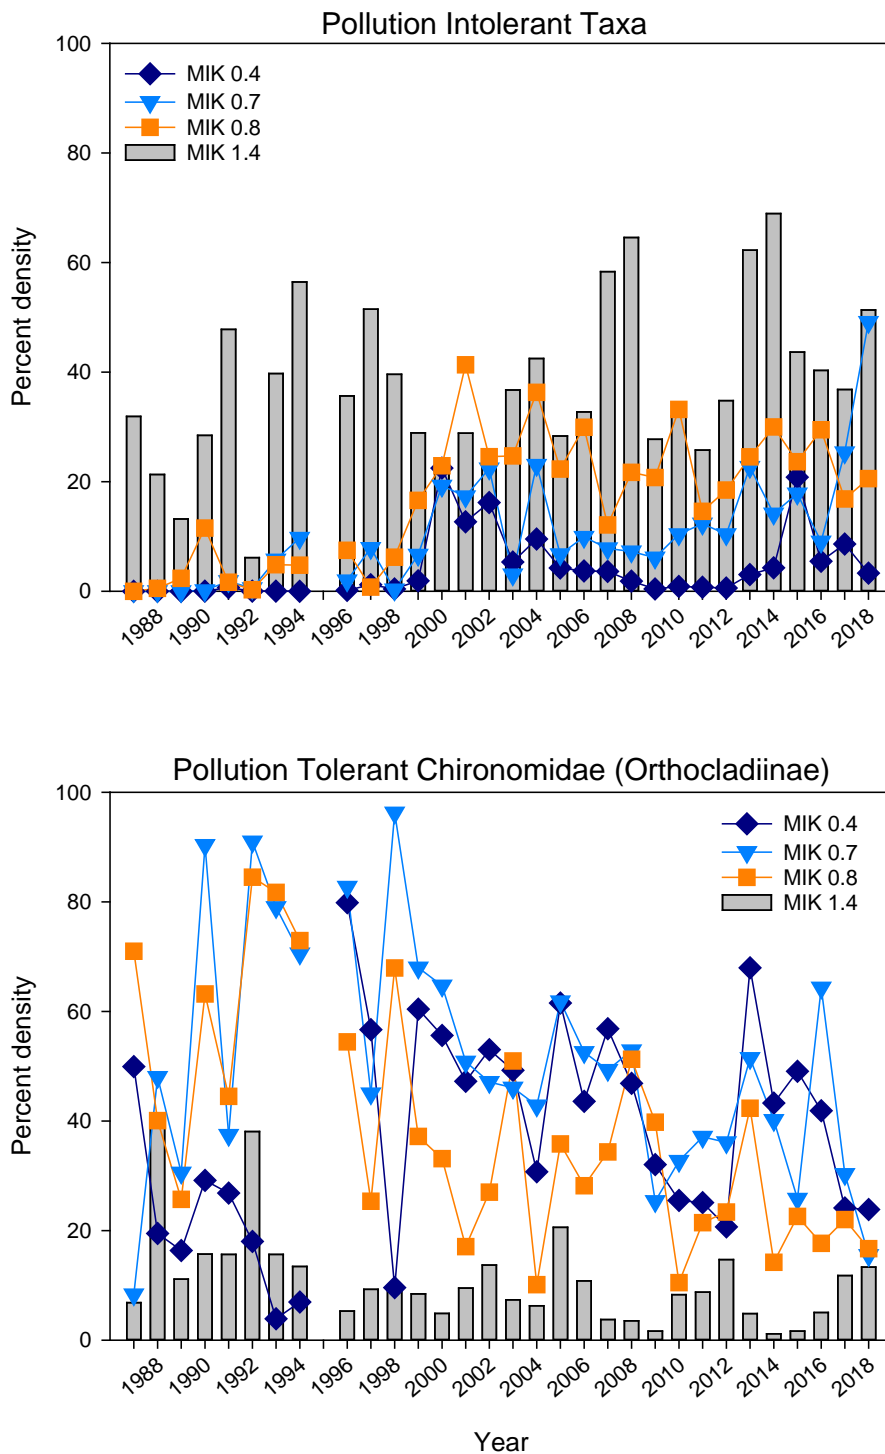 Pollution Intolerant Taxa
100
80
60
40
20
0
Percent density
MIK 0.4
MIK 0.7
MIK 0.8
MIK 1.4
1988 1990 1992 1994 1996 1998 2000 2002 2004 2006 2008 2010 2012 2014 2016 2018
Pollution Tolerant Chironomidae (Orthocladiinae)
100
80
60
40
20
0
Percent density
MIK 0.4
MIK 0.7
MIK 0.8
MIK 1.4
1988 1990 1992 1994 1996 1998 2000 2002 2004 2006 2008 2010 2012 2014 2016 2018
Year